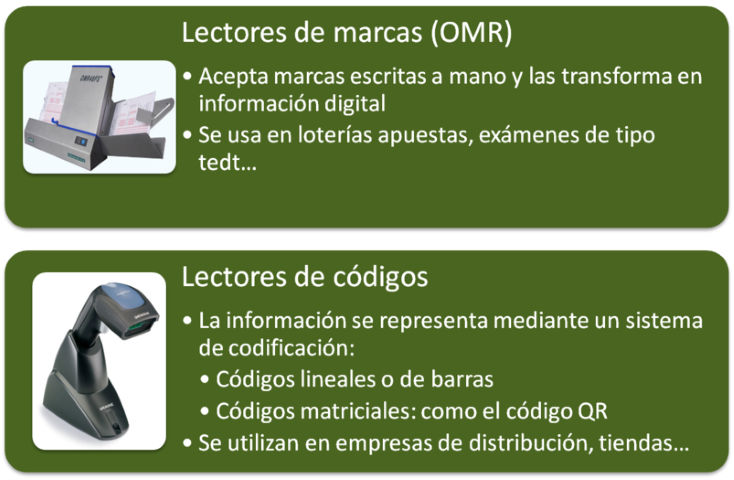 Lectores de marcas (OMR)
• Acepta marcas escritas a mano y las transforma en
información digital
• Se usa en loterías apuestas, exámenes de tipo
tedt...
Lectores de códigos
• La información se representa mediante un sistema
de codificación:
• Códigos lineales o de barras
• Códigos matriciales: como el código QR
• Se utilizan en empresas de distribución, tiendas...